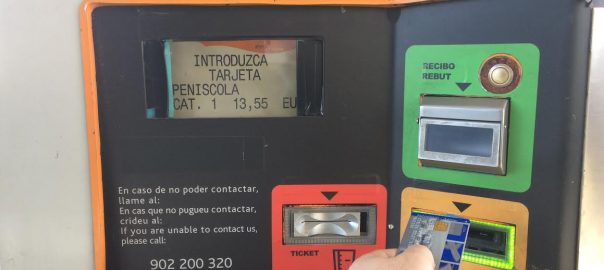 INTRODUZCA
TARJETA
PENISCOLA
CAT. 1 13,55 EU
RECIBO
REBUT
En caso de no poder contactar,
llame al:
En cas que no pugueu contactar,
crideu al:
If you are unable to contact us,
please call:
902 200 320
TICKET